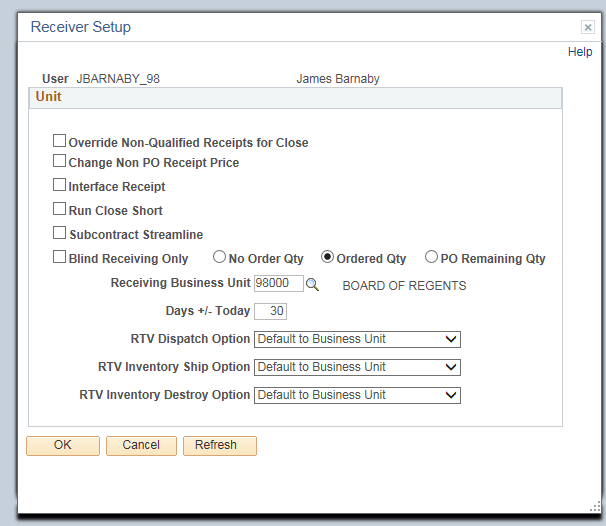 Receiver Setup
Help
User JBARNABY_98 James Barnaby
Unit
Override Non-Qualified Receipts for Close
Change Non PO Receipt Price
Interface Receipt
Run Close Short
Subcontract Streamline
Blind Receiving Only No Order Qty Ordered Qty PO Remaining Qty
Receiving Business Unit 98000 BOARD OF REGENTS
Days +/- Today 30
RTV Dispatch Option Default to Business Unit
RTV Inventory Ship Option Default to Business Unit
RTV Inventory Destroy Option Default to Business Unit
OK Cancel Refresh